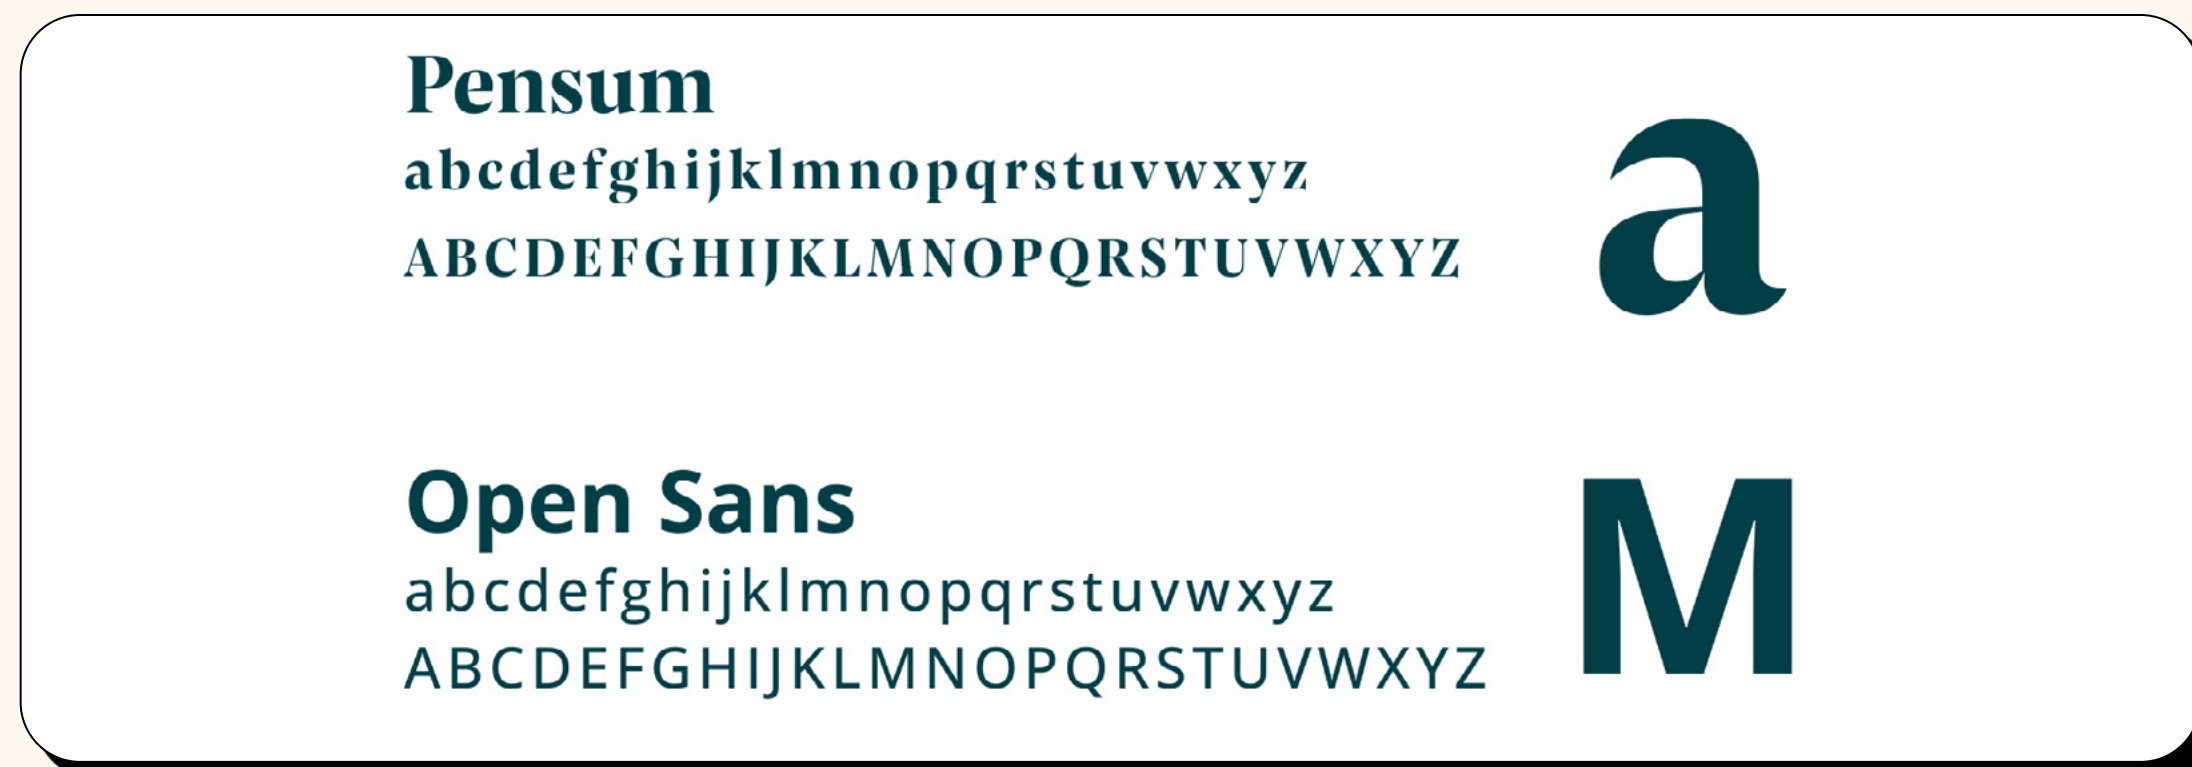 Pensum
abcdefghijklmnopqrstuvwxyz
ABCDEFGHIJKLMNOPQRSTUVWXYZ
a
Open Sans
abcdefghijklmnopqrstuvwxyz
ABCDEFGHIJKLMNOPQRSTUVWXYZ
M